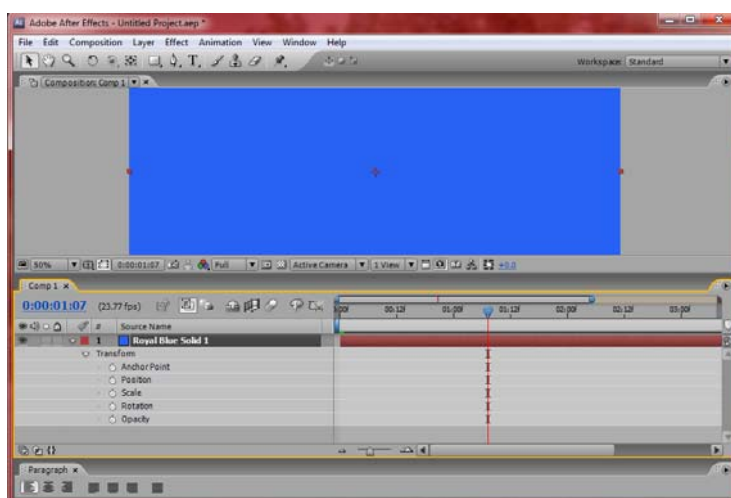 Adobe After Effects - Untitled Project.aep *
File Edit Composition Layer Effect Animation View Window Help
Workspace: Standard
Composition: Comp 1
50% 0:00:01:07 Full Active Camera 1 View +0.0
Comp 1
0:00:01:07 (23.77 fps) 00:12f 01:00f 01:12f 02:00f 02:12f 03:00f
# Source Name
1 Royal Blue Solid 1
Transform
Anchor Point
Position
Scale
Rotation
Opacity
Paragraph